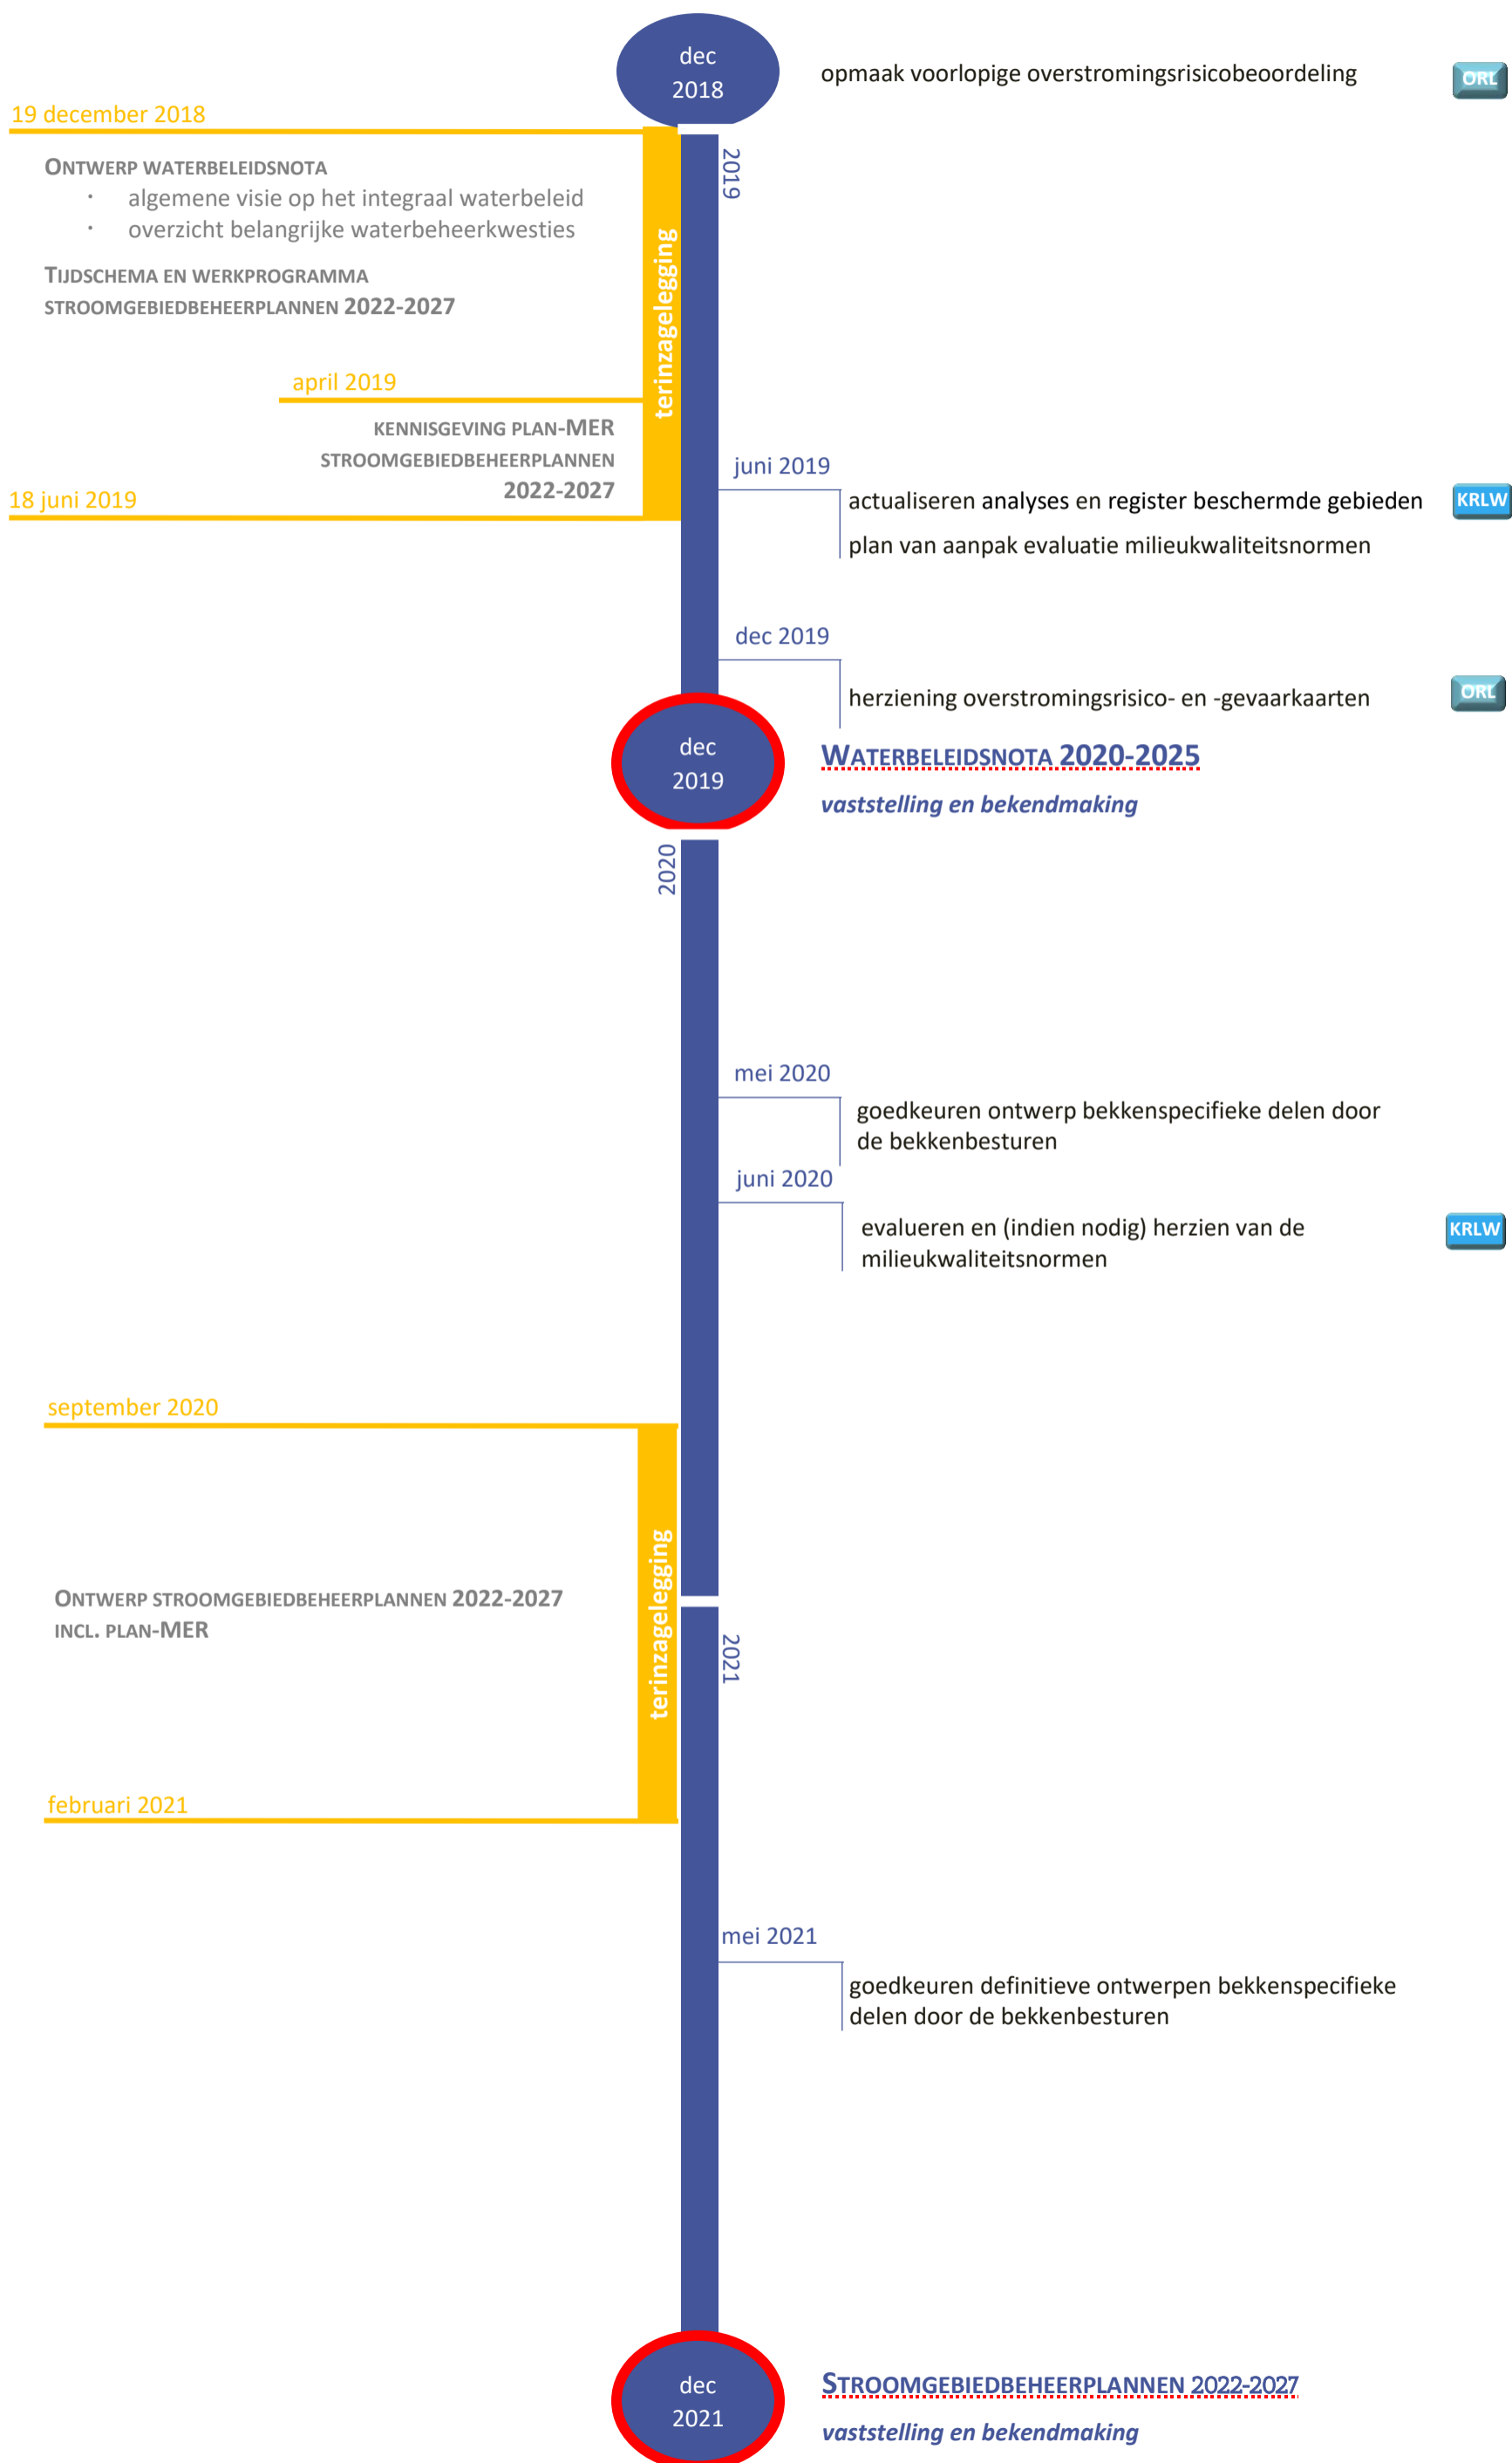 dec
2018
opmaak voorlopige overstromingsrisicobeoordeling
ORL
19 december 2018
2019
ONTWERP WATERBELEIDSNOTA
· algemene visie op het integraal waterbeleid
· overzicht belangrijke waterbeheerkwesties
TIJDSCHEMA EN WERKPROGRAMMA
STROOMGEBIEDBEHEERPLANNEN 2022-2027
terinzagelegging
april 2019
KENNISGEVING PLAN-MER
STROOMGEBIEDBEHEERPLANNEN
2022-2027
18 juni 2019
juni 2019
actualiseren analyses en register beschermde gebieden
KRLW
plan van aanpak evaluatie milieukwaliteitsnormen
dec 2019
herziening overstromingsrisico- en -gevaarkaarten
ORL
dec
2019
WATERBELEIDSNOTA 2020-2025
vaststelling en bekendmaking
2020
mei 2020
goedkeuren ontwerp bekkenspecifieke delen door
de bekkenbesturen
juni 2020
evalueren en (indien nodig) herzien van de
milieukwaliteitsnormen
KRLW
september 2020
terinzagelegging
ONTWERP STROOMGEBIEDBEHEERPLANNEN 2022-2027
INCL. PLAN-MER
2021
februari 2021
mei 2021
goedkeuren definitieve ontwerpen bekkenspecifieke
delen door de bekkenbesturen
dec
2021
STROOMGEBIEDBEHEERPLANNEN 2022-2027
vaststelling en bekendmaking